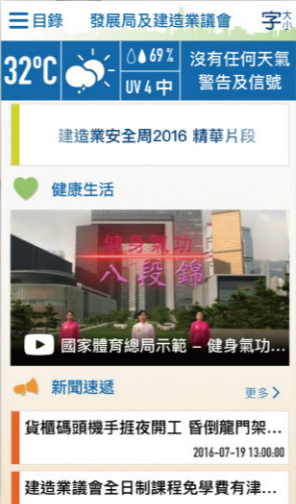 目錄 發展局及建造業議會 字大小
32°C 69% 沒有任何天氣
UV 4 中 警告及信號
建造業安全周2016 精華片段
健康生活
健身氣功
八段錦
國家體育總局示範 – 健身氣功...
新聞速遞 更多
貨櫃碼頭機手捱夜開工 昏倒龍門架...
2016-07-19 13:00:00
建造業議會全日制課程免學費有津...